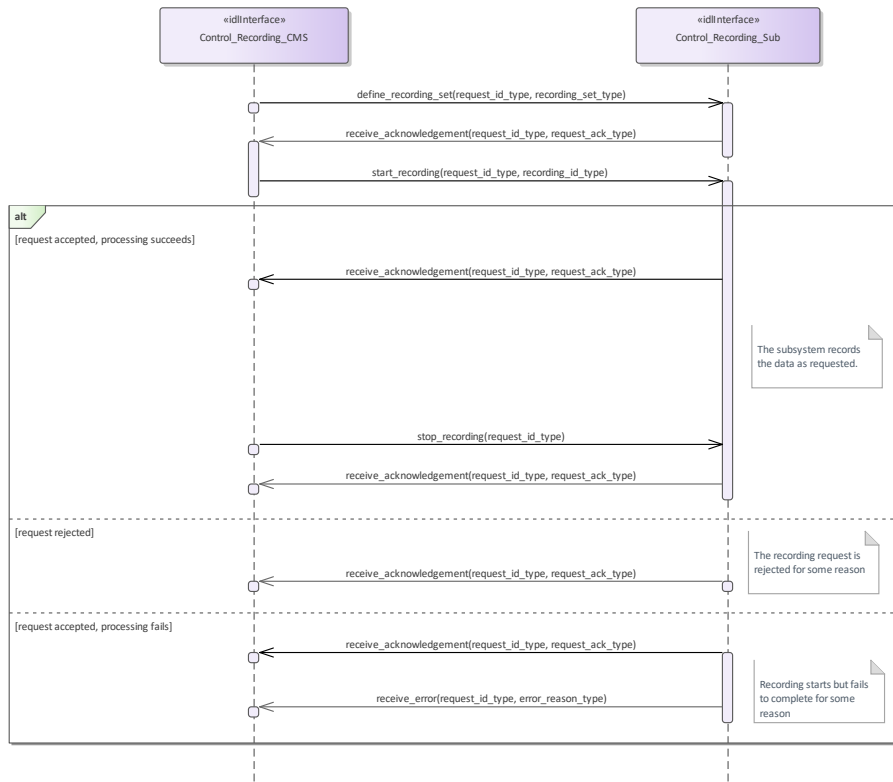 «idlInterface»
Control_Recording_CMS
«idlInterface»
Control_Recording_Sub
define_recording_set(request_id_type, recording_set_type)
receive_acknowledgement(request_id_type, request_ack_type)
start_recording(request_id_type, recording_id_type)
alt
[request accepted, processing succeeds]
receive_acknowledgement(request_id_type, request_ack_type)
The subsystem records
the data as requested.
stop_recording(request_id_type)
receive_acknowledgement(request_id_type, request_ack_type)
[request rejected]
The recording request is
rejected for some reason
receive_acknowledgement(request_id_type, request_ack_type)
[request accepted, processing fails]
receive_acknowledgement(request_id_type, request_ack_type)
Recording starts but fails
to complete for some
reason
receive_error(request_id_type, error_reason_type)